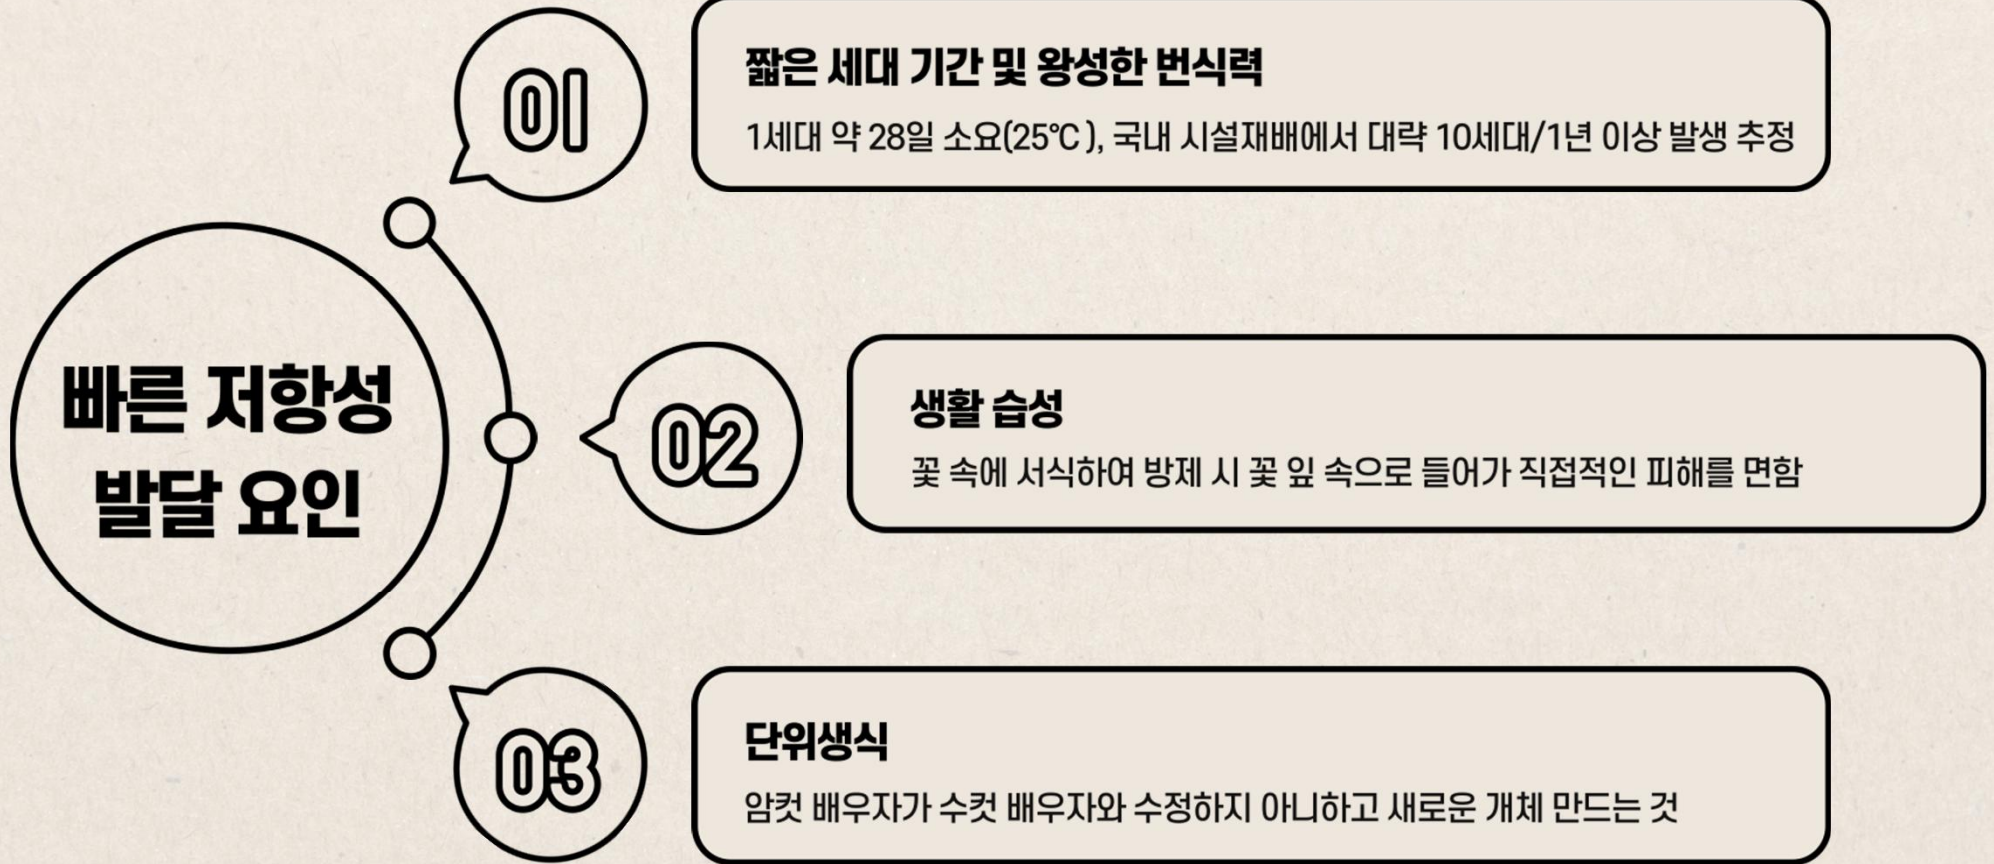 빠른 저항성
발달 요인
01
짧은 세대 기간 및 왕성한 번식력
1세대 약 28일 소요(25℃ ), 국내 시설재배에서 대략 10세대/1년 이상 발생 추정
02
생활 습성
꽃 속에 서식하여 방제 시 꽃 잎 속으로 들어가 직접적인 피해를 면함
03
단위생식
암컷 배우자가 수컷 배우자와 수정하지 아니하고 새로운 개체 만드는 것